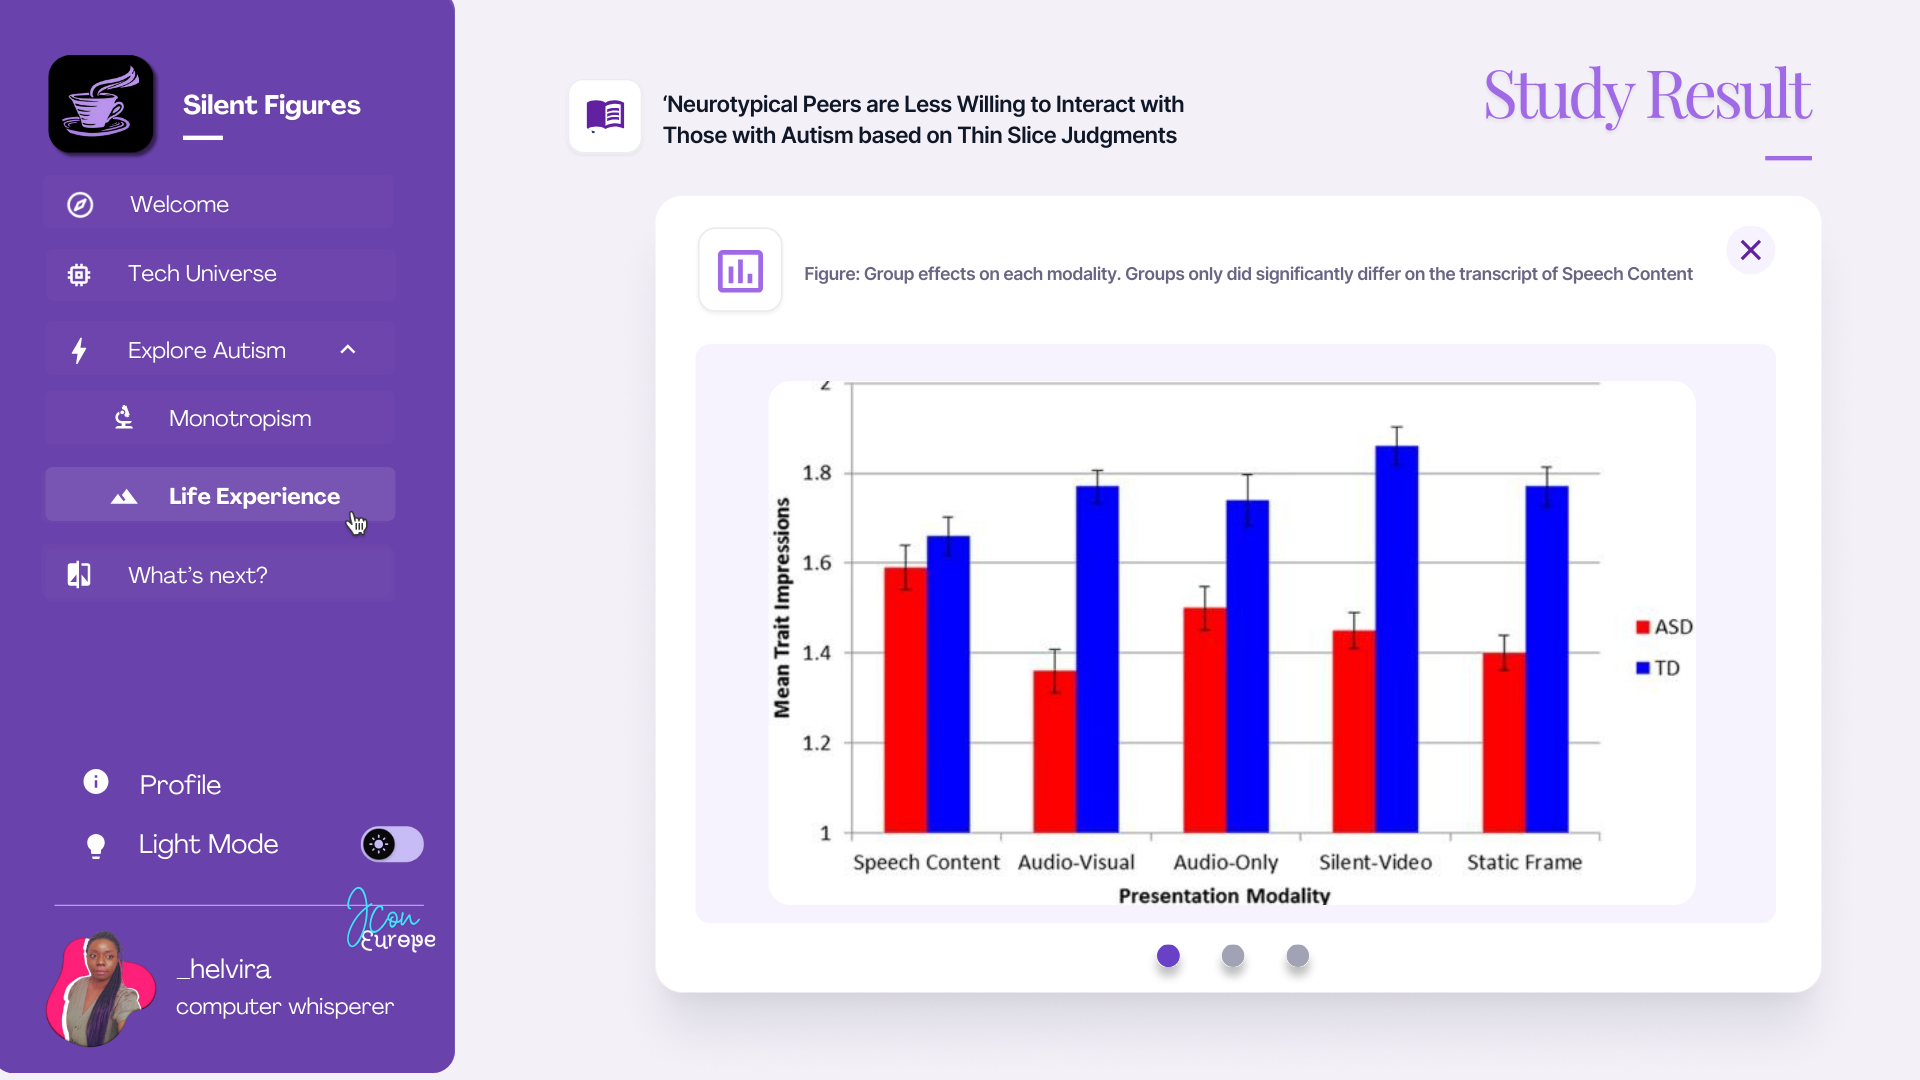 Silent Figures
Welcome
Tech Universe
Explore Autism
Monotropism
Life Experience
What's next?
Profile
Light Mode
JCon
Europe
_helvira
computer whisperer
‘Neurotypical Peers are Less Willing to Interact with
Those with Autism based on Thin Slice Judgments
Study Result
Figure: Group effects on each modality. Groups only did significantly differ on the transcript of Speech Content
2
1.8
1.6
1.4
1.2
1
Mean Trait Impressions
ASD
TD
Speech Content Audio-Visual Audio-Only Silent-Video Static Frame
Presentation Modality